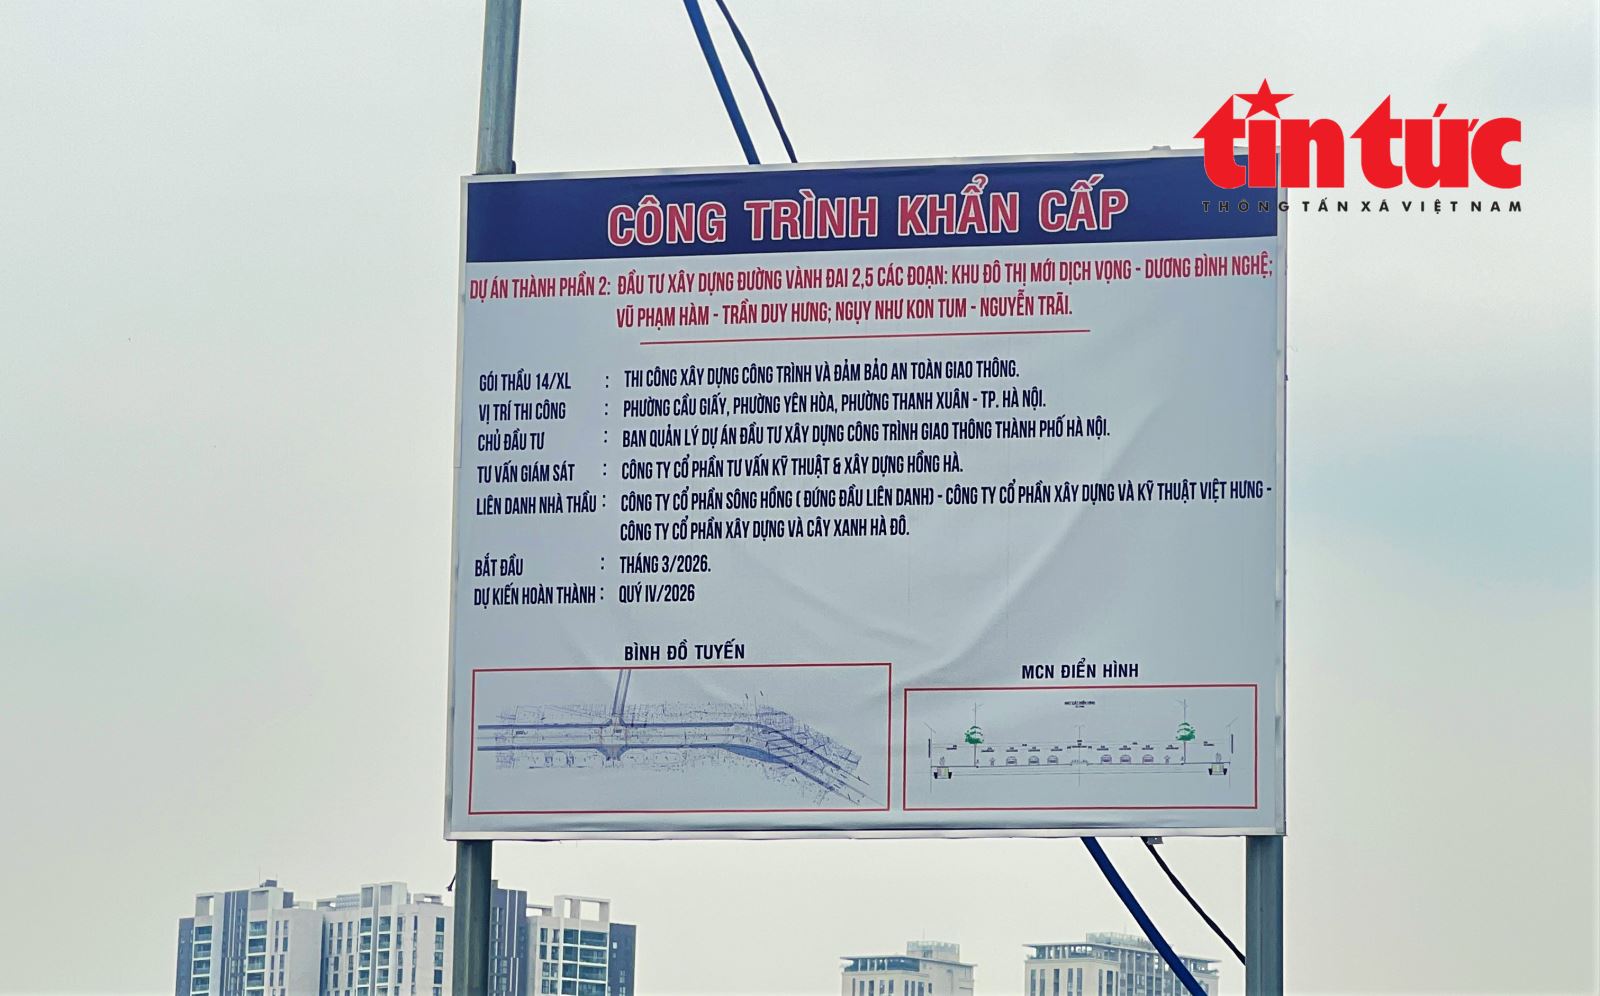 tin tức
THÔNG TẤN XÃ VIỆT NAM
CÔNG TRÌNH KHẨN CẤP
DỰ ÁN THÀNH PHẦN 2: ĐẦU TƯ XÂY DỰNG ĐƯỜNG VÀNH ĐAI 2,5 CÁC ĐOẠN: KHU ĐÔ THỊ MỚI DỊCH VỌNG - DƯƠNG ĐÌNH NGHỆ;
VŨ PHẠM HÀM - TRẦN DUY HƯNG; NGỤY NHƯ KON TUM - NGUYỄN TRÃI.
GÓI THẦU 14/XL : THI CÔNG XÂY DỰNG CÔNG TRÌNH VÀ ĐẢM BẢO AN TOÀN GIAO THÔNG.
VỊ TRÍ THI CÔNG : PHƯỜNG CẦU GIẤY, PHƯỜNG YÊN HÒA, PHƯỜNG THANH XUÂN - TP. HÀ NỘI.
CHỦ ĐẦU TƯ : BAN QUẢN LÝ DỰ ÁN ĐẦU TƯ XÂY DỰNG CÔNG TRÌNH GIAO THÔNG THÀNH PHỐ HÀ NỘI.
TƯ VẤN GIÁM SÁT : CÔNG TY CỔ PHẦN TƯ VẤN KỸ THUẬT & XÂY DỰNG HỒNG HÀ.
LIÊN DANH NHÀ THẦU : CÔNG TY CỔ PHẦN SÔNG HỒNG ( ĐỨNG ĐẦU LIÊN DANH) - CÔNG TY CỔ PHẦN XÂY DỰNG VÀ KỸ THUẬT VIỆT HƯNG -
CÔNG TY CỔ PHẦN XÂY DỰNG VÀ CÂY XANH HÀ ĐÔ.
BẮT ĐẦU : THÁNG 3/2026.
DỰ KIẾN HOÀN THÀNH : QUÝ IV/2026
BÌNH ĐỒ TUYẾN
MCN ĐIỂN HÌNH